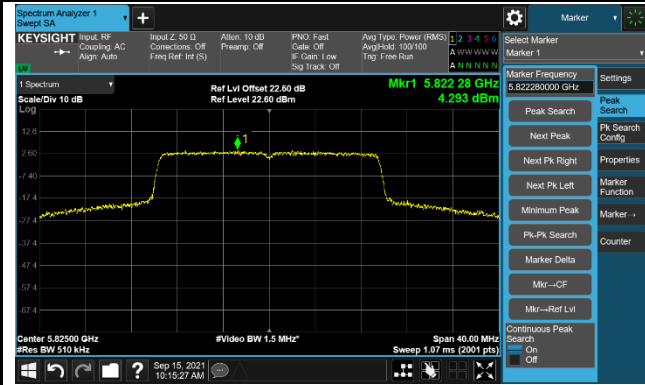 Spectrum Analyzer 1
Swept SA
Marker
KEYSIGHT
Input: RF
Coupling: AC
Align: Auto
Input Z: 50 Ω
Corrections: Off
Freq Ref: Int (S)
Atten: 10 dB
Preamp: Off
PNO: Fast
Gate: Off
IF Gain: Low
Sig Track: Off
Avg Type: Power (RMS)
Avg|Hold: 100/100
Trig: Free Run
1 2 3 4 5 6
A W W W W W
A N N N N N
Select Marker
Marker 1
1 Spectrum
Scale/Div 10 dB
Log
Ref Lvl Offset 22.60 dB
Ref Level 22.60 dBm
Mkr1 5.822 28 GHz
4.293 dBm
12.6
2.60
-7.40
-17.4
-27.4
-37.4
-47.4
-57.4
-67.4
1
Center 5.82500 GHz
#Res BW 510 kHz
#Video BW 1.5 MHz*
Span 40.00 MHz
Sweep 1.07 ms (2001 pts)
Marker Frequency
5.822280000 GHz
Peak Search
Next Peak
Next Pk Right
Next Pk Left
Minimum Peak
Pk-Pk Search
Marker Delta
Mkr→CF
Mkr→Ref Lvl
Continuous Peak
Search
On
Off
Settings
Peak
Search
Pk Search
Config
Properties
Marker
Function
Marker→
Counter
?
Sep 15, 2021
10:15:27 AM